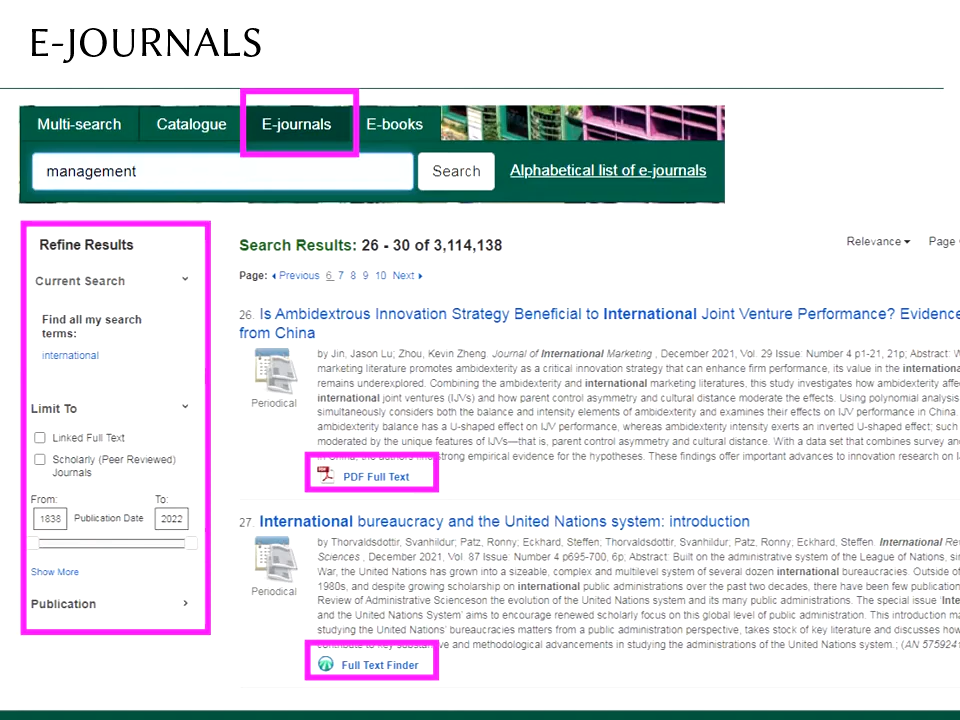 E-JOURNALS
Multi-search Catalogue E-journals E-books
management Search Alphabetical list of e-journals
Refine Results
Current Search
Find all my search
terms:
international
Limit To
Linked Full Text
Scholarly (Peer Reviewed)
Journals
From: To:
1838 Publication Date 2022
Show More
Publication
Search Results: 26 - 30 of 3,114,138
Relevance Page
Page: Previous 6 7 8 9 10 Next
26. Is Ambidextrous Innovation Strategy Beneficial to International Joint Venture Performance? Evidence
from China
Periodical
by Jin, Jason Lu; Zhou, Kevin Zheng. Journal of International Marketing , December 2021, Vol. 29 Issue: Number 4 p1-21, 21p; Abstract:
marketing literature promotes ambidexterity as a critical innovation strategy that can enhance firm performance, its value in the internationa
remains underexplored. Combining the ambidexterity and international marketing literatures, this study investigates how ambidexterity affe
international joint ventures (IJVs) and how parent control asymmetry and cultural distance moderate the effects. Using polynomial analysis
simultaneously considers both the balance and intensity elements of ambidexterity and examines their effects on IJV performance in China.
ambidexterity balance has a U-shaped effect on IJV performance, whereas ambidexterity intensity exerts an inverted U-shaped effect; such
moderated by the unique features of IJVs—that is, parent control asymmetry and cultural distance. With a data set that combines survey and
strong empirical evidence for the hypotheses. These findings offer important advances to innovation research on
PDF Full Text
27. International bureaucracy and the United Nations system: introduction
Periodical
by Thorvaldsdottir, Svanhildur; Patz, Ronny; Eckhard, Steffen; Thorvaldsdottir, Svanhildur; Patz, Ronny; Eckhard, Steffen. International Rev
Sciences , December 2021, Vol. 87 Issue: Number 4 p695-700, 6p; Abstract: Built on the administrative system of the League of Nations, sin
War, the United Nations has grown into a sizeable, complex and multilevel system of several dozen international bureaucracies. Outside of
1980s, and despite growing scholarship on international public administrations over the past two decades, there have been few publication
Review of Administrative Scienceson the evolution of the United Nations system and its many public administrations. The special issue 'Inte
and the United Nations System' aims to encourage renewed scholarly focus on this global level of public administration. This introduction ma
studying the United Nations' bureaucracies matters from a public administration perspective, takes stock of key literature and discusses how
and methodological advancements in studying the administrations of the United Nations system.; (AN 575924
Full Text Finder